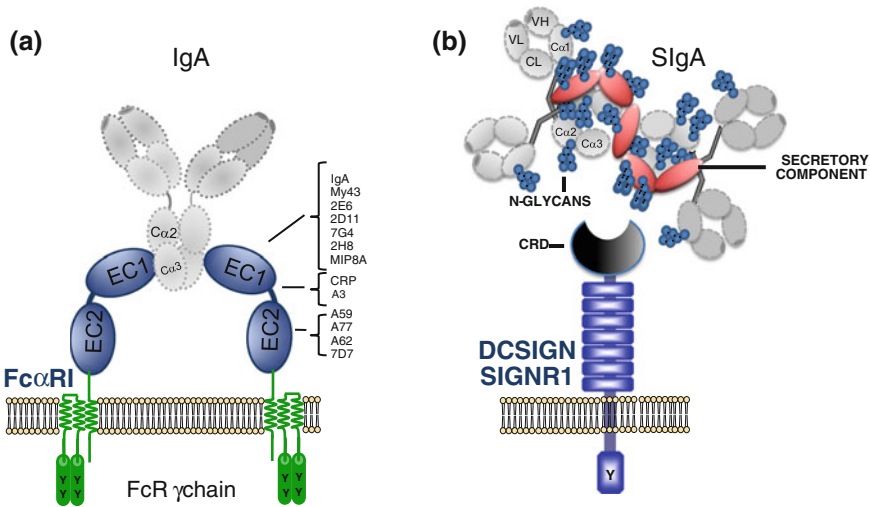 (a)
IgA
Cα2
Cα3
EC1
EC1
EC2
EC2
IgA
My43
2E6
2D11
7G4
2H8
MIP8A
CRP
A3
A59
A77
A62
7D7
FcαRI
Y Y
Y Y
Y Y
Y Y
FcR γchain
(b)
SIgA
VH
VL
Cα1
CL
Cα2
Cα3
N-GLYCANS
SECRETORY
COMPONENT
CRD
DCSIGN
SIGNR1
Y